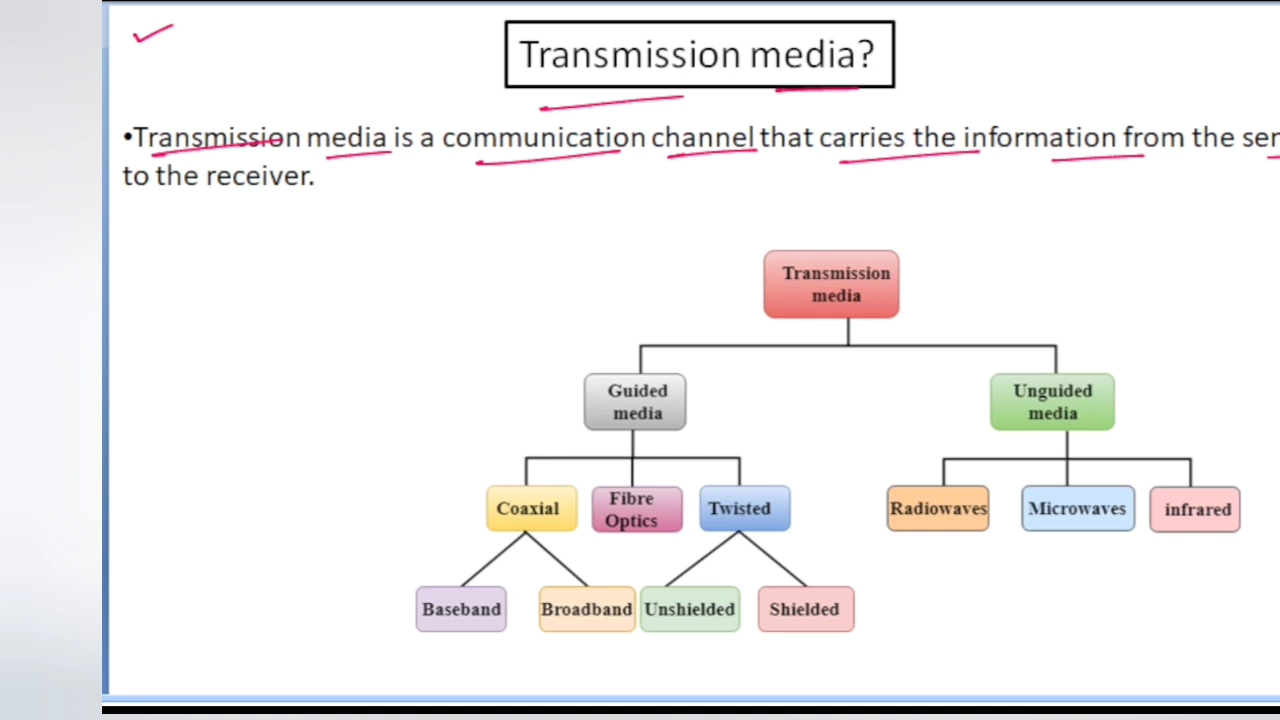 Transmission media?
•Transmission media is a communication channel that carries the information from the
to the receiver.
Transmission
media
Guided
media
Unguided
media
Coaxial
Fibre
Optics
Twisted
Radiowaves
Microwaves
infrared
Baseband
Broadband
Unshielded
Shielded